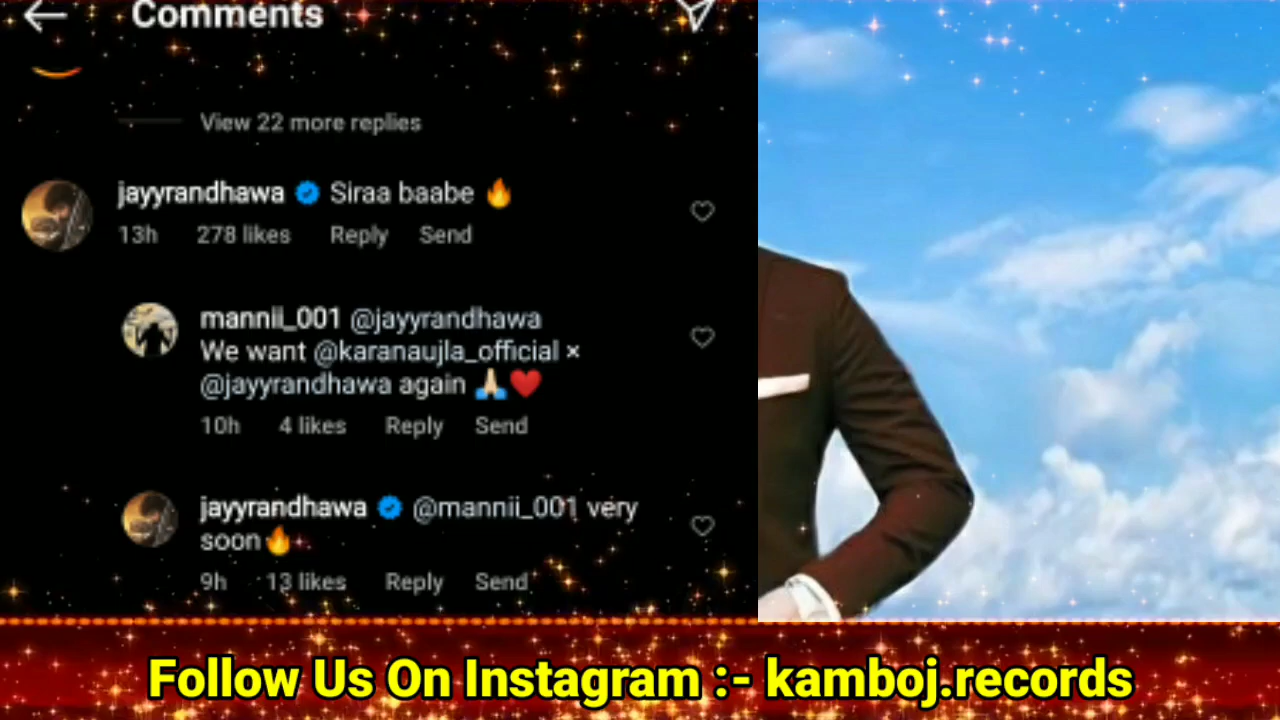 Comments
View 22 more replies
jayyrandhawa Siraa baabe 🔥
13h 278 likes Reply Send
mannii_001 @jayyrandhawa
We want @karanaujla_official ×
@jayyrandhawa again 🙏🏼❤️
10h 4 likes Reply Send
jayyrandhawa @mannii_001 very
soon🔥
9h 13 likes Reply Send
Follow Us On Instagram :- kamboj.records